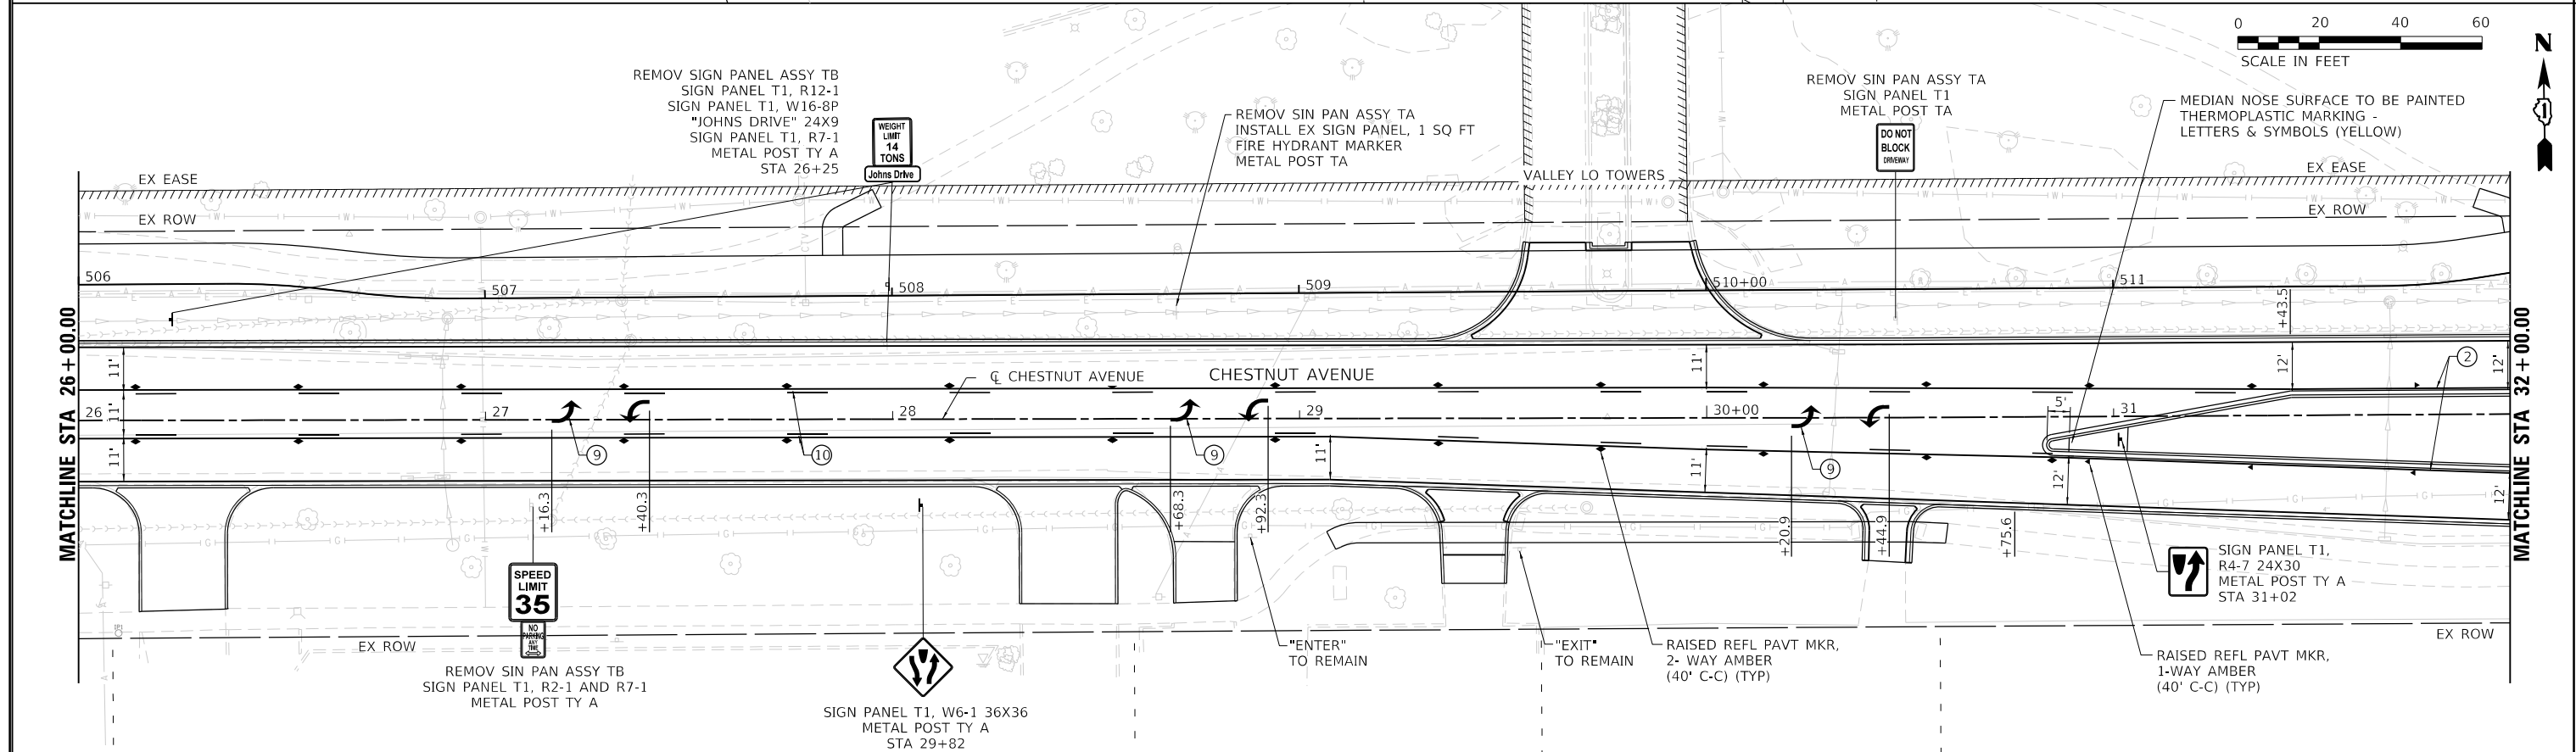 0 20 40 60
SCALE IN FEET
N
REMOV SIGN PANEL ASSY TB
SIGN PANEL T1, R12-1
SIGN PANEL T1, W16-8P
"JOHNS DRIVE" 24X9
SIGN PANEL T1, R7-1
METAL POST TY A
STA 26+25
WEIGHT
LIMIT
14
TONS
Johns Drive
REMOV SIN PAN ASSY TA
INSTALL EX SIGN PANEL, 1 SQ FT
FIRE HYDRANT MARKER
METAL POST TA
REMOV SIN PAN ASSY TA
SIGN PANEL T1
METAL POST TA
DO NOT
BLOCK
DRIVEWAY
MEDIAN NOSE SURFACE TO BE PAINTED
THERMOPLASTIC MARKING -
LETTERS & SYMBOLS (YELLOW)
EX EASE
VALLEY LO TOWERS
EX EASE
EX ROW
EX ROW
506 507 508 509 510+00 511
+43.5
MATCHLINE STA 26+00.00
MATCHLINE STA 32+00.00
11'
11'
11'
11'
12'
12'
2
℄ CHESTNUT AVENUE
CHESTNUT AVENUE
26 27 28 29 30+00 31
5'
9
10
9
9
11'
11'
12'
12'
+16.3
+40.3
+68.3
+92.3
+20.9
+44.9
+75.6
SPEED
LIMIT
35
NO
PARKING
ANY
TIME
REMOV SIN PAN ASSY TB
SIGN PANEL T1, R2-1 AND R7-1
METAL POST TY A
EX ROW
SIGN PANEL T1, W6-1 36X36
METAL POST TY A
STA 29+82
"ENTER"
TO REMAIN
"EXIT"
TO REMAIN
RAISED REFL PAVT MKR,
2- WAY AMBER
(40' C-C) (TYP)
SIGN PANEL T1,
R4-7 24X30
METAL POST TY A
STA 31+02
RAISED REFL PAVT MKR,
1-WAY AMBER
(40' C-C) (TYP)
EX ROW